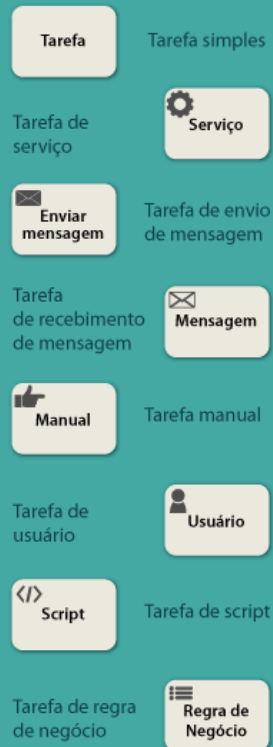 Tarefa
Tarefa simples
Tarefa de
serviço
Serviço
Enviar
mensagem
Tarefa de envio
de mensagem
Tarefa
de recebimento
de mensagem
Mensagem
Manual
Tarefa manual
Tarefa de
usuário
Usuário
</>
Script
Tarefa de script
Tarefa de regra
de negócio
Regra de
Negócio